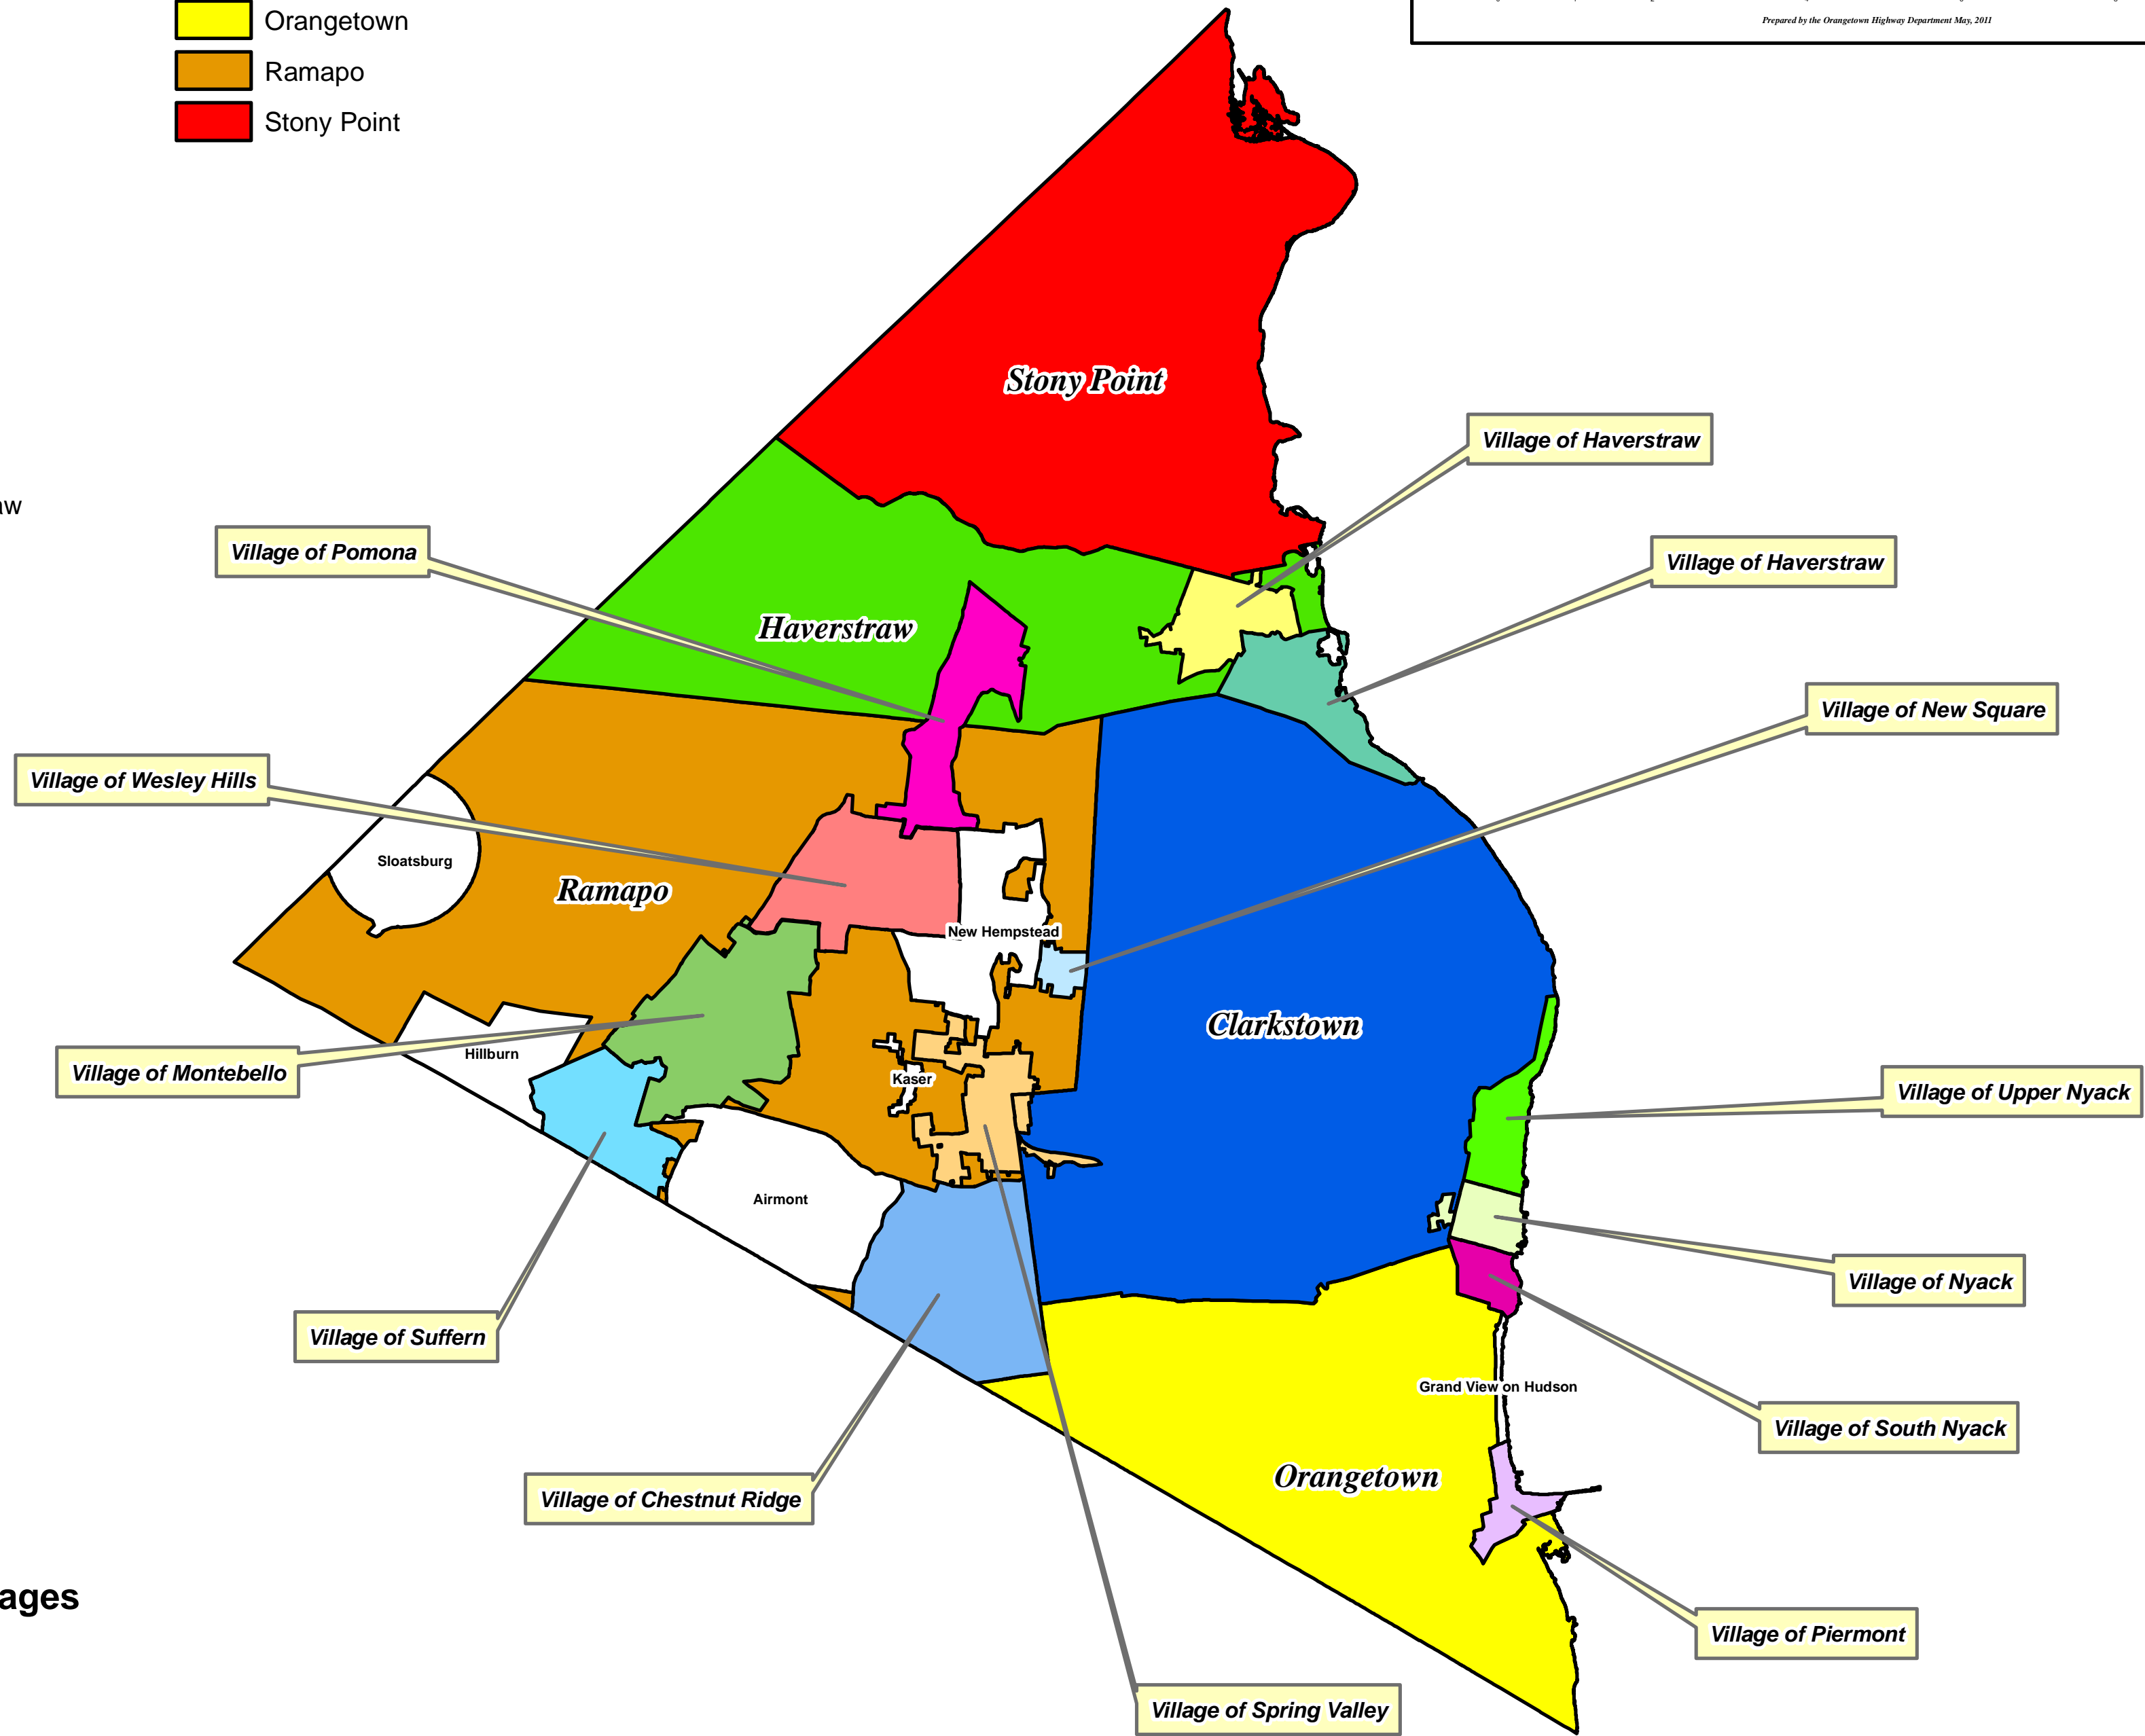 Orangetown
Prepared by the Orangetown Highway Department May, 2011
Ramapo
Stony Point
Stony Point
Village of Haverstraw
aw
Village of Pomona
Village of Haverstraw
Haverstraw
Village of New Square
Village of Wesley Hills
Sloatsburg
Ramapo
New Hempstead
Clarkstown
Hillburn
Village of Montebello
Kaser
Village of Upper Nyack
Airmont
Village of Nyack
Village of Suffern
Grand View on Hudson
Village of South Nyack
Orangetown
Village of Chestnut Ridge
ages
Village of Piermont
Village of Spring Valley